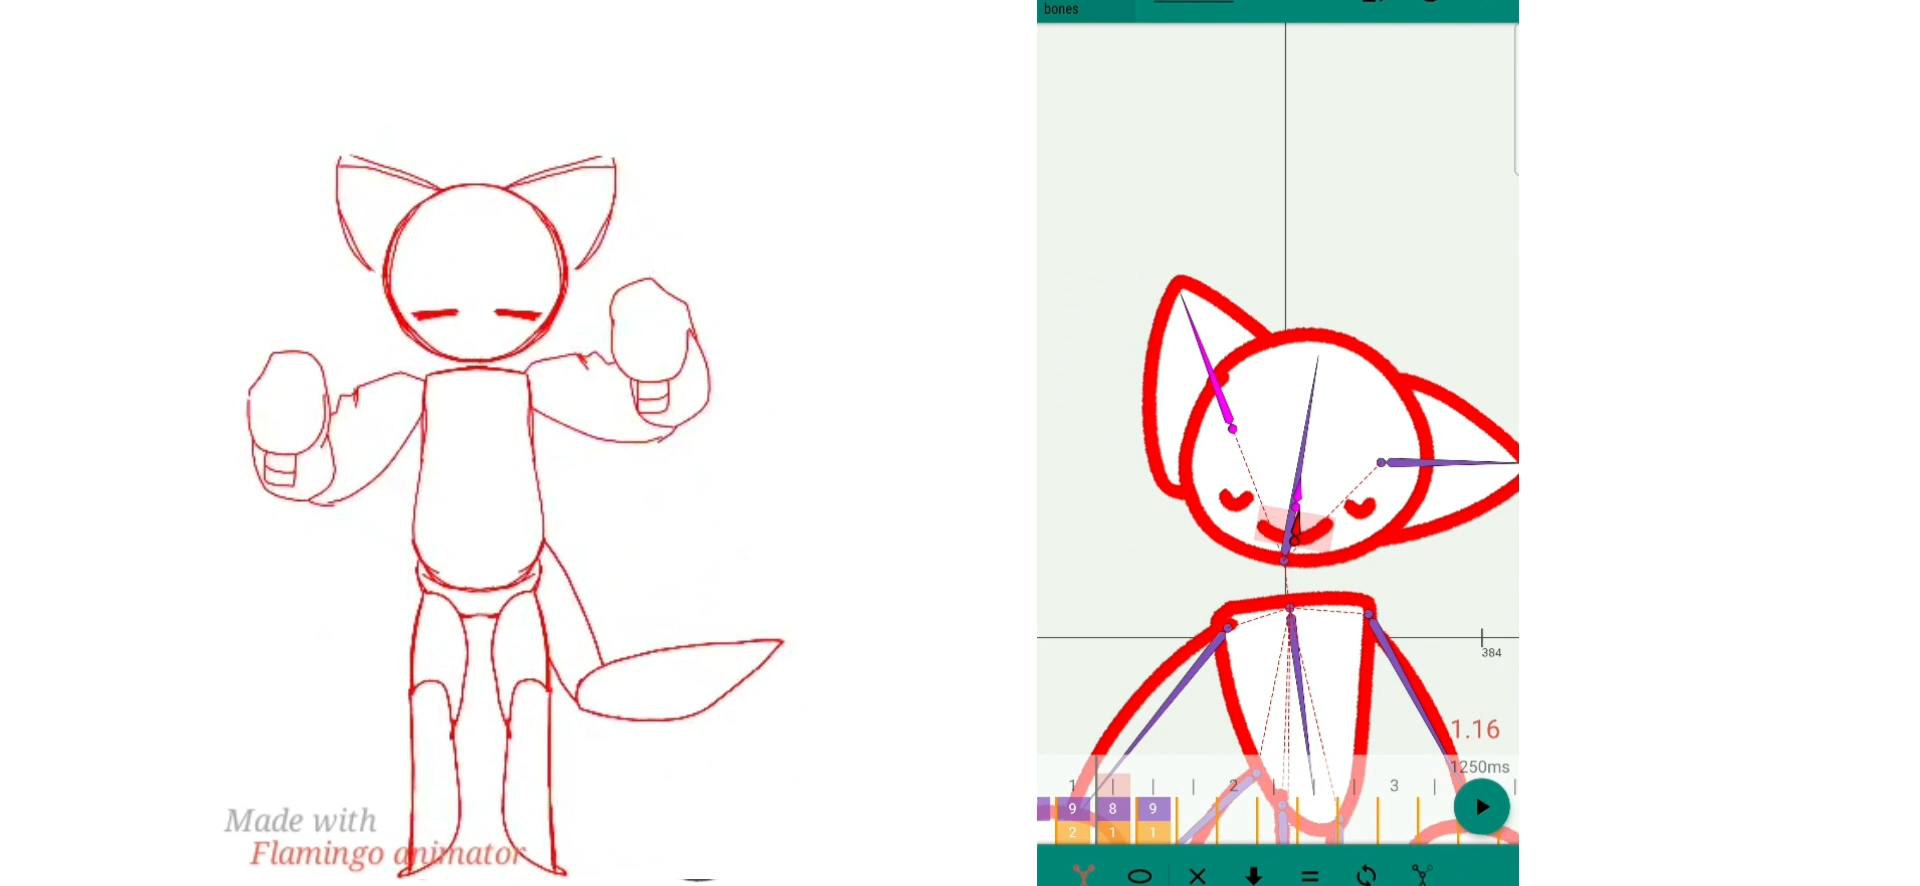 bones
Made with
Flamingo animator
384
1.16
1250ms
1 2 3
9 8 9
2 1 1